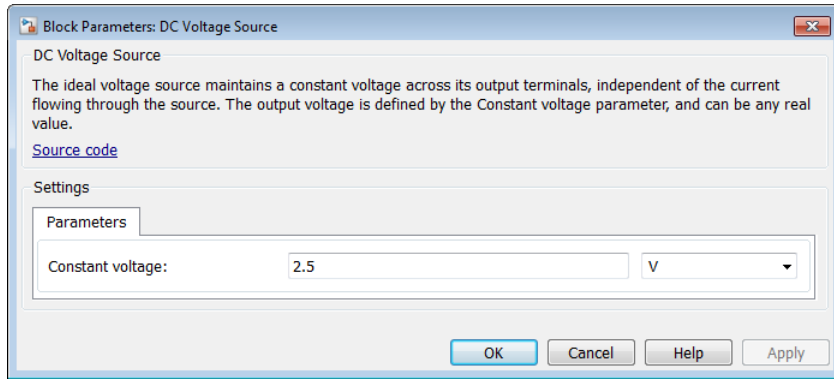 Block Parameters: DC Voltage Source
DC Voltage Source
The ideal voltage source maintains a constant voltage across its output terminals, independent of the current
flowing through the source. The output voltage is defined by the Constant voltage parameter, and can be any real
value.
Source code
Settings
Parameters
Constant voltage: 2.5 V
OK Cancel Help Apply